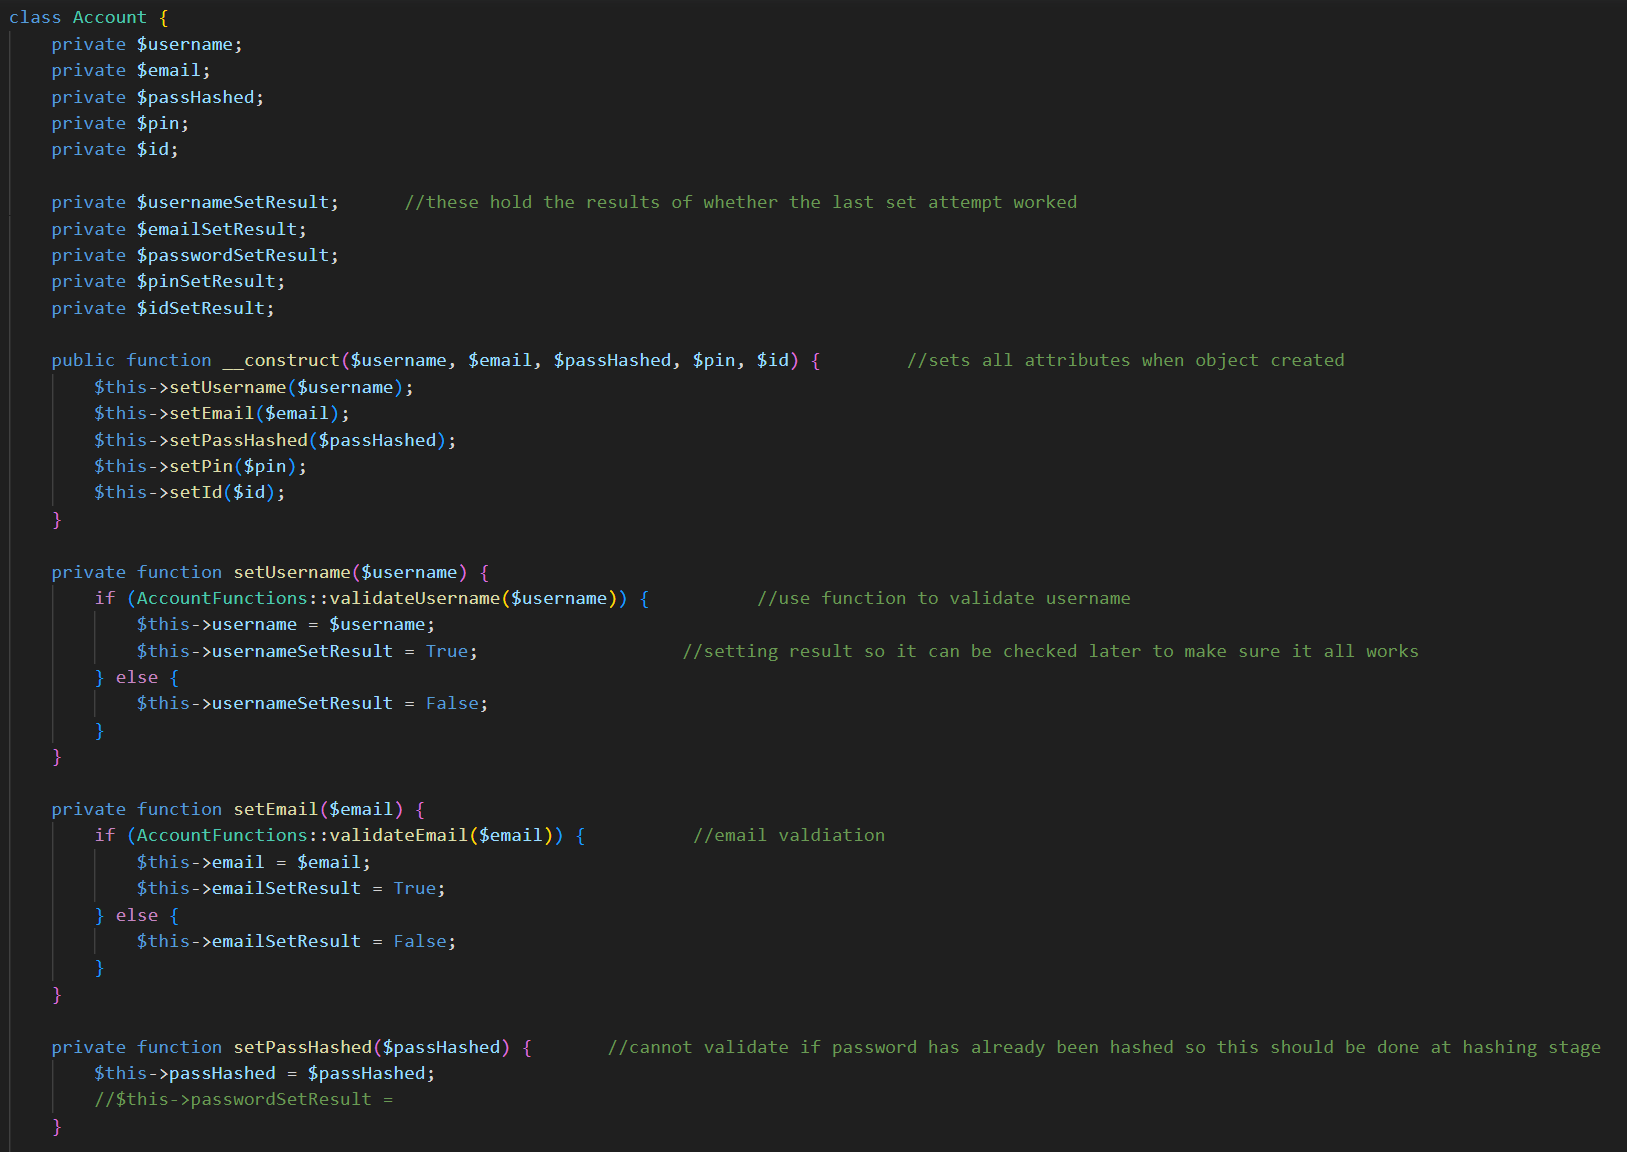 class Account {
private $username;
private $email;
private $passHashed;
private $pin;
private $id;
private $usernameSetResult; //these hold the results of whether the last set attempt worked
private $emailSetResult;
private $passwordSetResult;
private $pinSetResult;
private $idSetResult;
public function __construct($username, $email, $passHashed, $pin, $id) { //sets all attributes when object created
$this->setUsername($username);
$this->setEmail($email);
$this->setPassHashed($passHashed);
$this->setPin($pin);
$this->setId($id);
}
private function setUsername($username) {
if (AccountFunctions::validateUsername($username)) { //use function to validate username
$this->username = $username;
$this->usernameSetResult = True; //setting result so it can be checked later to make sure it all works
} else {
$this->usernameSetResult = False;
}
}
private function setEmail($email) {
if (AccountFunctions::validateEmail($email)) { //email valdiation
$this->email = $email;
$this->emailSetResult = True;
} else {
$this->emailSetResult = False;
}
}
private function setPassHashed($passHashed) { //cannot validate if password has already been hashed so this should be done at hashing stage
$this->passHashed = $passHashed;
//$this->passwordSetResult =
}